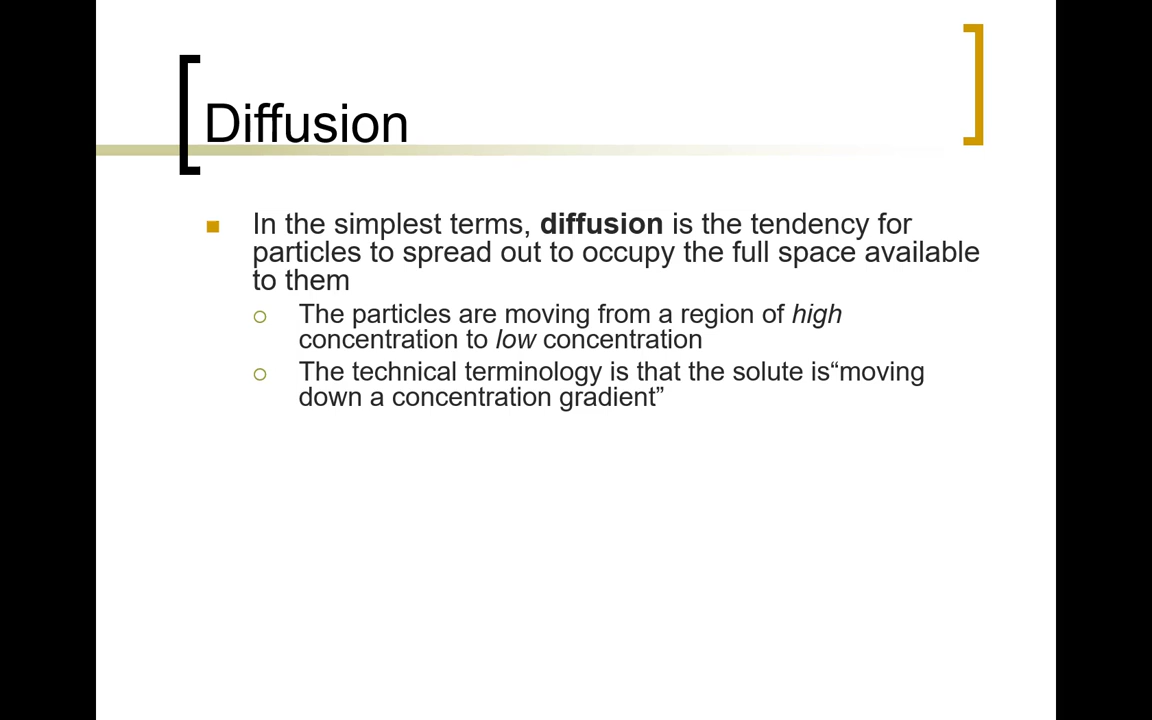 Diffusion
In the simplest terms, diffusion is the tendency for
particles to spread out to occupy the full space available
to them
The particles are moving from a region of high
concentration to low concentration
The technical terminology is that the solute is“moving
down a concentration gradient”